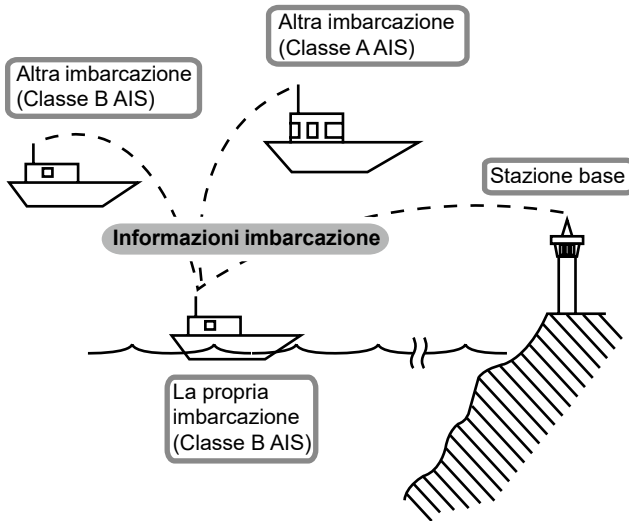 Altra imbarcazione
(Classe A AIS)
Altra imbarcazione
(Classe B AIS)
Stazione base
Informazioni imbarcazione
La propria
imbarcazione
(Classe B AIS)